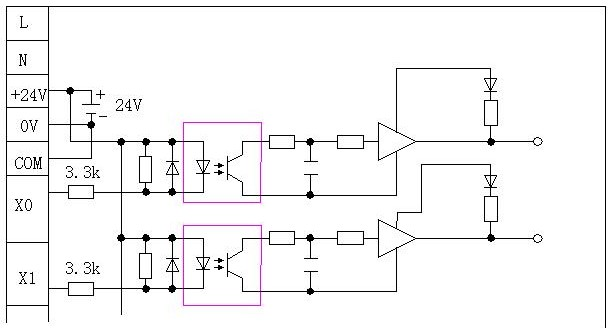 L
N
+24V
+
24V
-
0V
COM
3.3k
X0
3.3k
X1